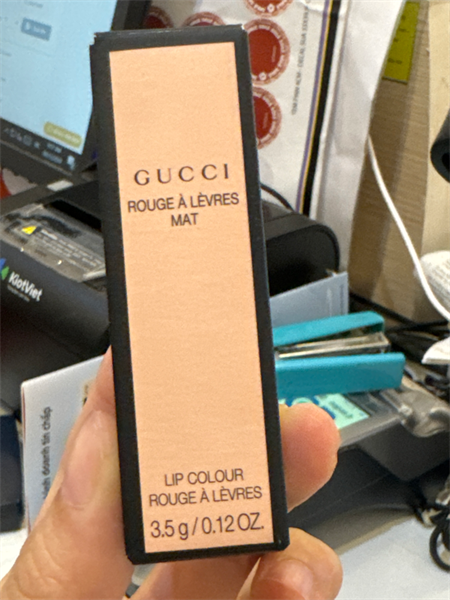 GUCCI
ROUGE À LÈVRES
MAT
LIP COLOUR
ROUGE À LÈVRES
3.5 g / 0.12 OZ.
KiotViet